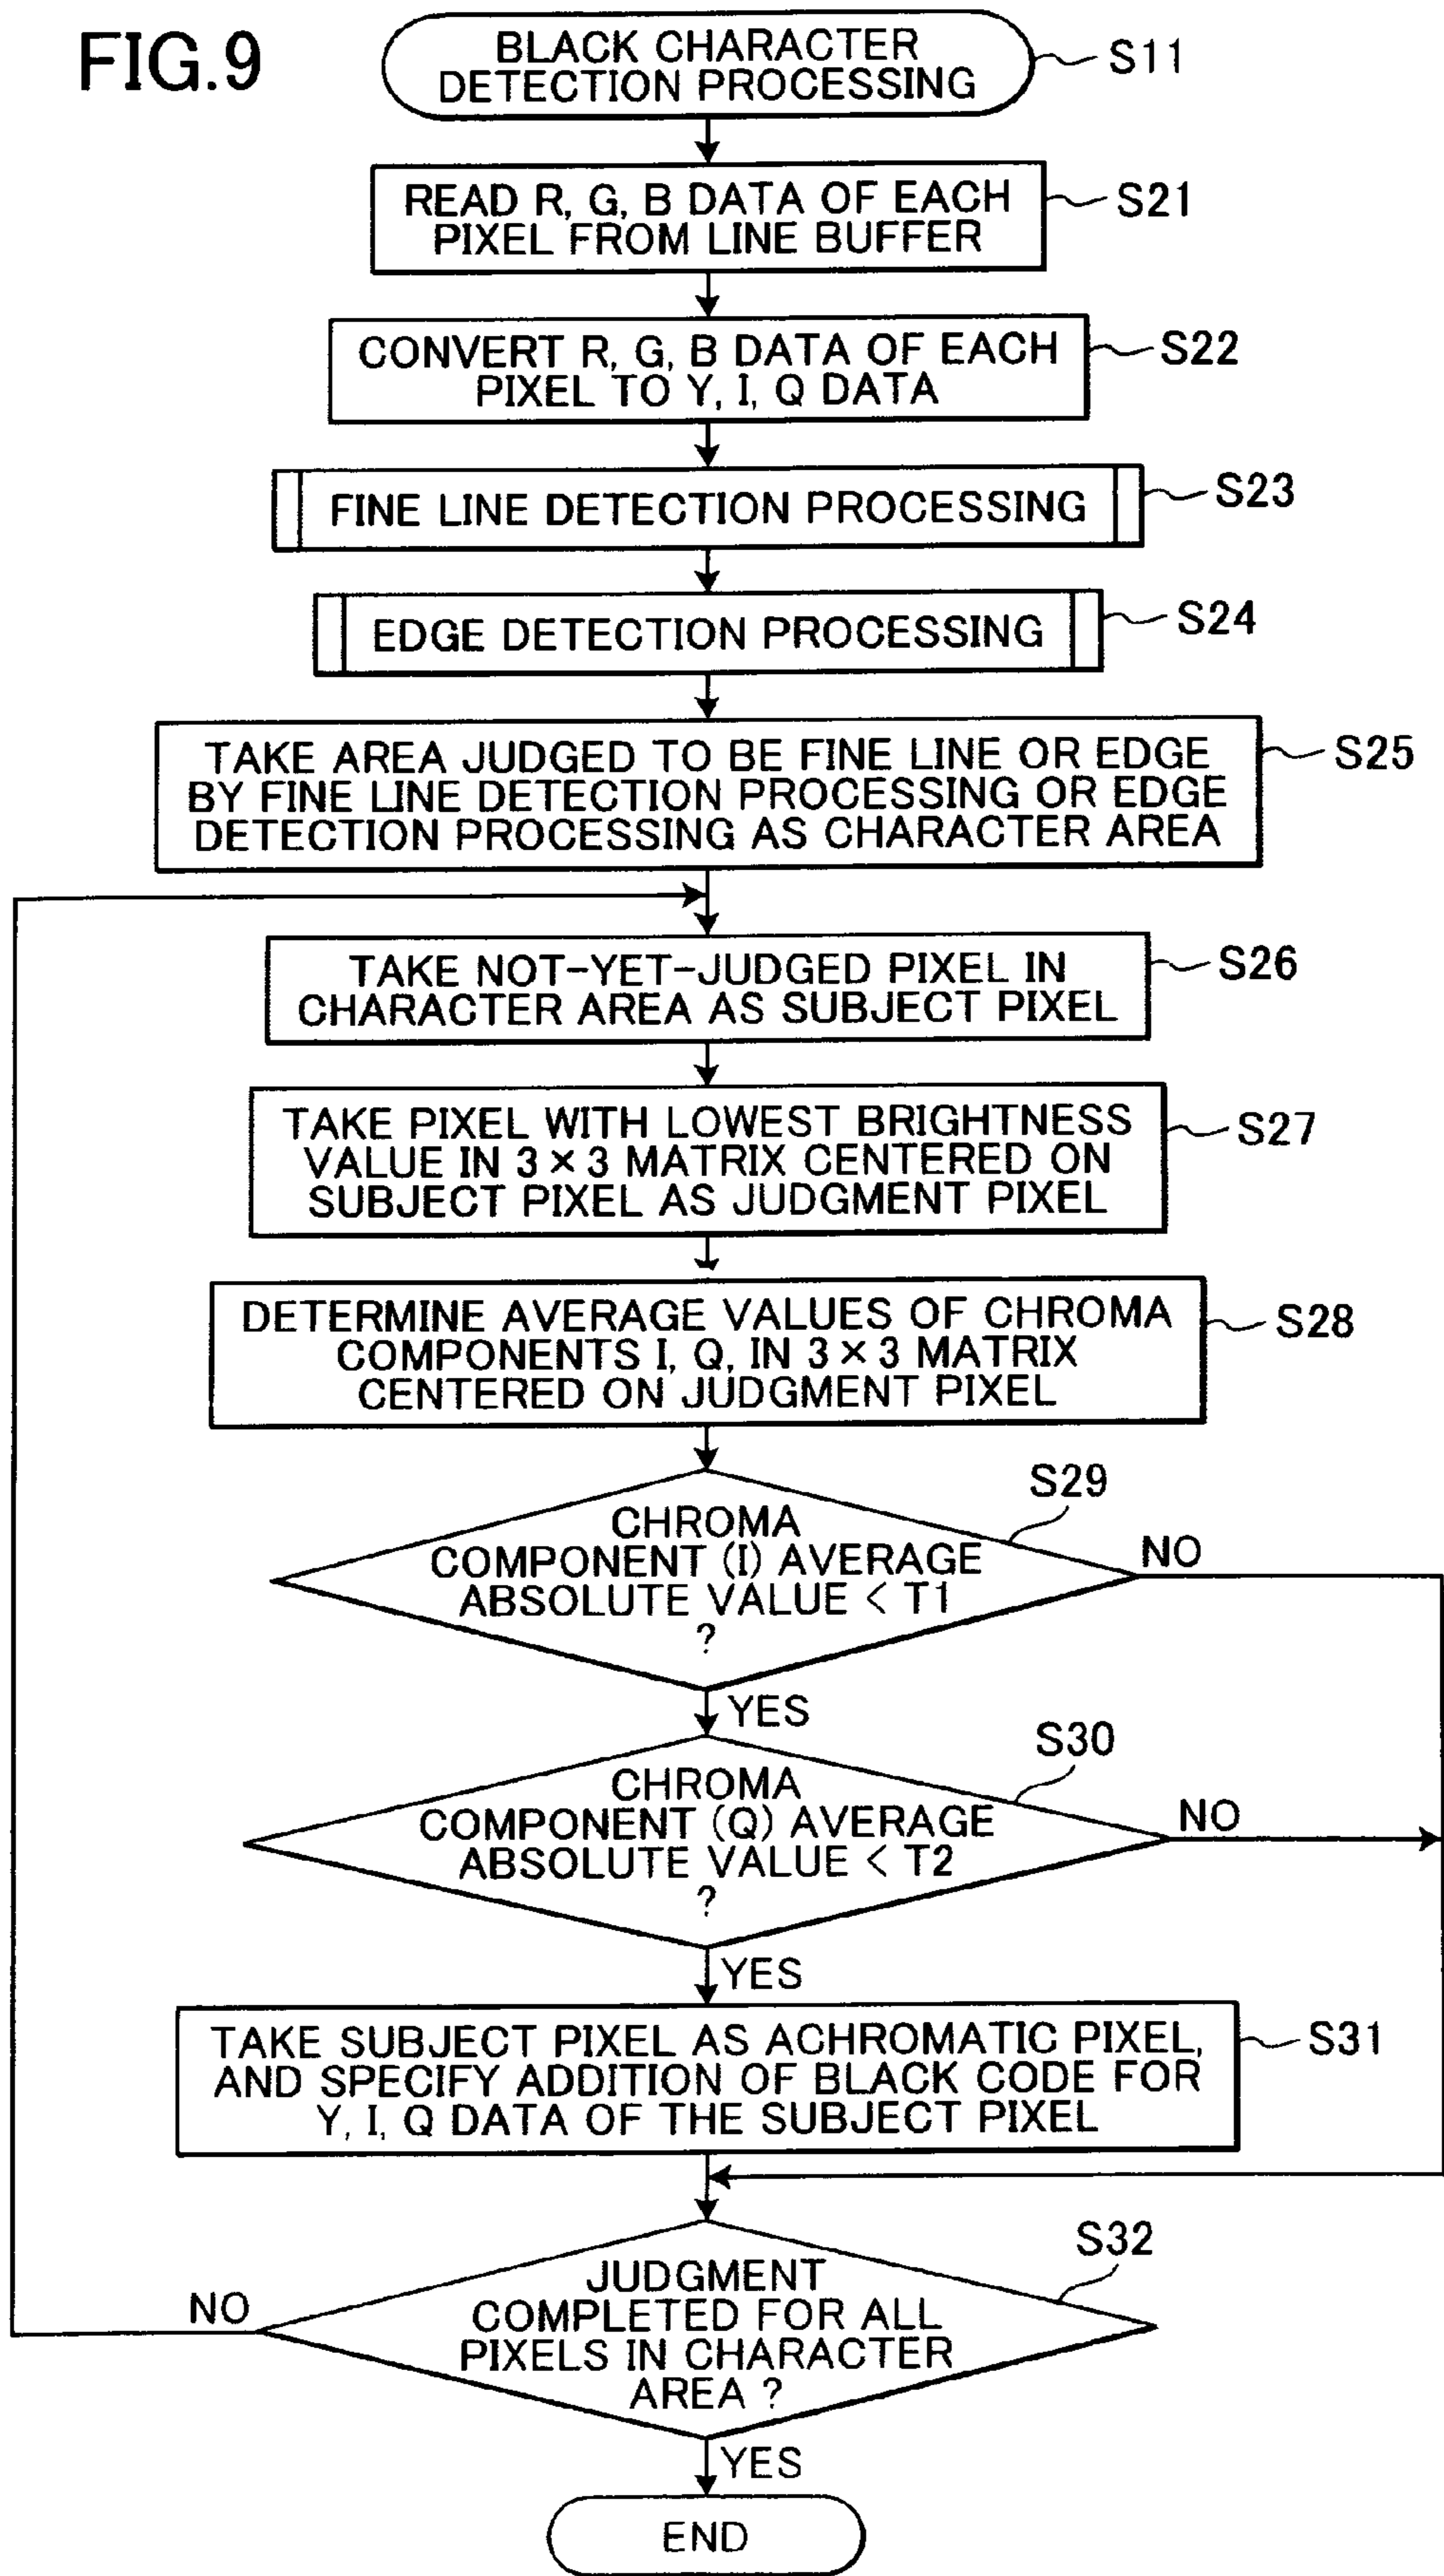 FIG.9
BLACK CHARACTER
DETECTION PROCESSING
S11
READ R, G, B DATA OF EACH
PIXEL FROM LINE BUFFER
S21
CONVERT R, G, B DATA OF EACH
PIXEL TO Y, I, Q DATA
S22
FINE LINE DETECTION PROCESSING
S23
EDGE DETECTION PROCESSING
S24
TAKE AREA JUDGED TO BE FINE LINE OR EDGE
BY FINE LINE DETECTION PROCESSING OR EDGE
DETECTION PROCESSING AS CHARACTER AREA
S25
TAKE NOT-YET-JUDGED PIXEL IN
CHARACTER AREA AS SUBJECT PIXEL
S26
TAKE PIXEL WITH LOWEST BRIGHTNESS
VALUE IN 3 × 3 MATRIX CENTERED ON
SUBJECT PIXEL AS JUDGMENT PIXEL
S27
DETERMINE AVERAGE VALUES OF CHROMA
COMPONENTS I, Q, IN 3 × 3 MATRIX
CENTERED ON JUDGMENT PIXEL
S28
S29
CHROMA
COMPONENT (I) AVERAGE
ABSOLUTE VALUE < T1
?
NO
YES
S30
CHROMA
COMPONENT (Q) AVERAGE
ABSOLUTE VALUE < T2
?
NO
YES
TAKE SUBJECT PIXEL AS ACHROMATIC PIXEL,
AND SPECIFY ADDITION OF BLACK CODE FOR
Y, I, Q DATA OF THE SUBJECT PIXEL
S31
S32
JUDGMENT
COMPLETED FOR ALL
PIXELS IN CHARACTER
AREA ?
NO
YES
END